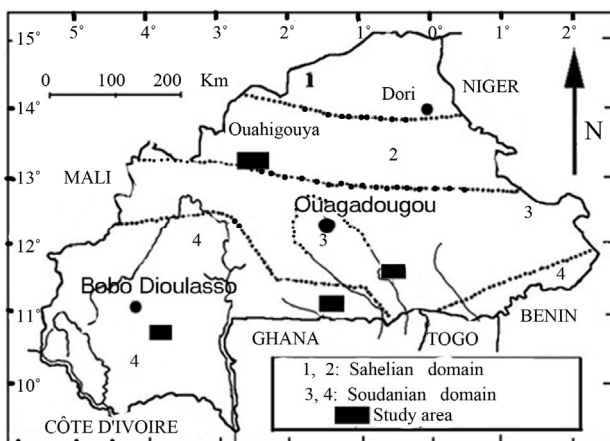 5° 4° 3° 2° 1° 0° 1° 2°
15°
0 100 200 Km
1
Dori
NIGER
N
14°
Ouahigouya
2
13°
MALI
3
Ouagadougou
12°
4
3
Bobo Dioulasso
4
11°
BENIN
GHANA
TOGO
4
10°
1, 2: Sahelian domain
3, 4: Soudanian domain
Study area
CÔTE D'IVOIRE